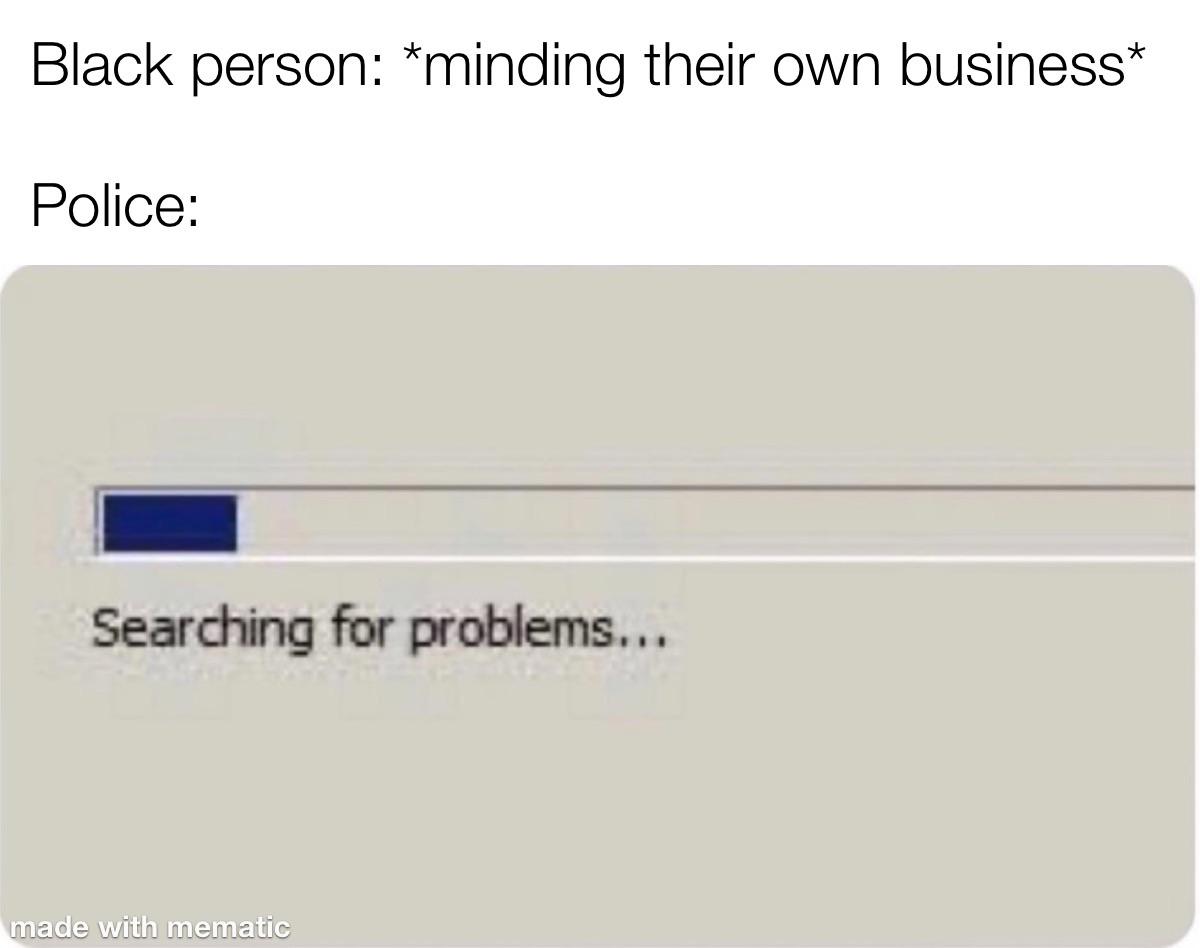 Black person: *minding their own business*
Police:
Searching for problems...
made with mematic